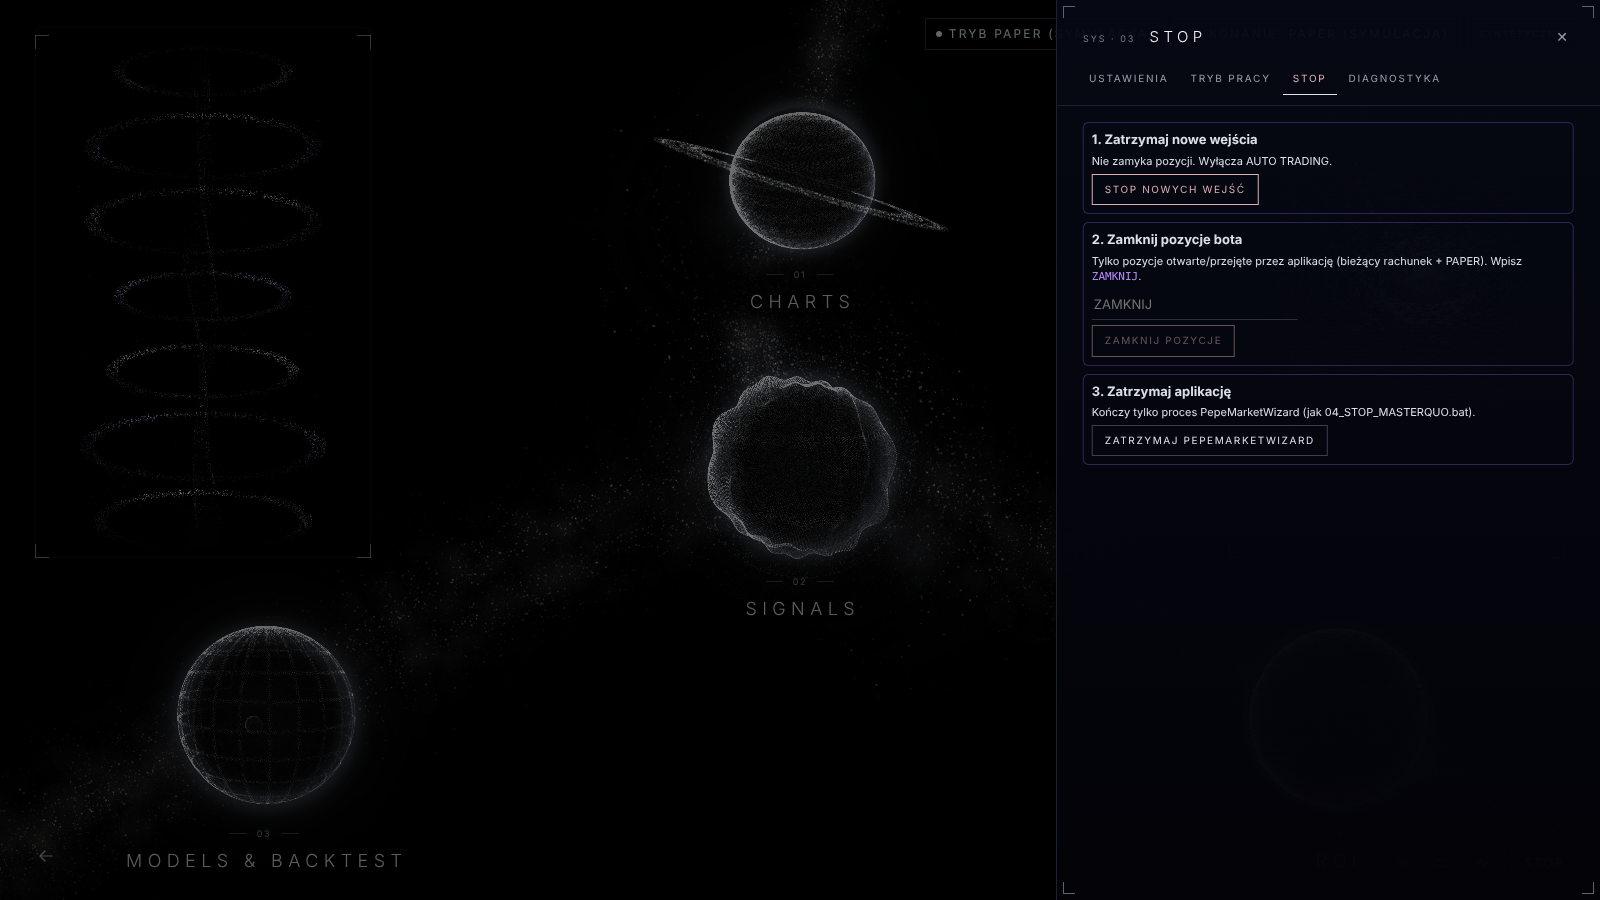 TRYB PAPER (
SYS · 03 STOP
×
USTAWIENIA TRYB PRACY STOP DIAGNOSTYKA
1. Zatrzymaj nowe wejścia
Nie zamyka pozycji. Wyłącza AUTO TRADING.
STOP NOWYCH WEJŚĆ
2. Zamknij pozycje bota
Tylko pozycje otwarte/przejęte przez aplikację (bieżący rachunek + PAPER). Wpisz
ZAMKNIJ.
ZAMKNIJ
ZAMKNIJ POZYCJE
3. Zatrzymaj aplikację
Kończy tylko proces PepeMarketWizard (jak 04_STOP_MASTERQUO.bat).
ZATRZYMAJ PEPEMARKETWIZARD
01
CHARTS
02
SIGNALS
03
MODELS & BACKTEST